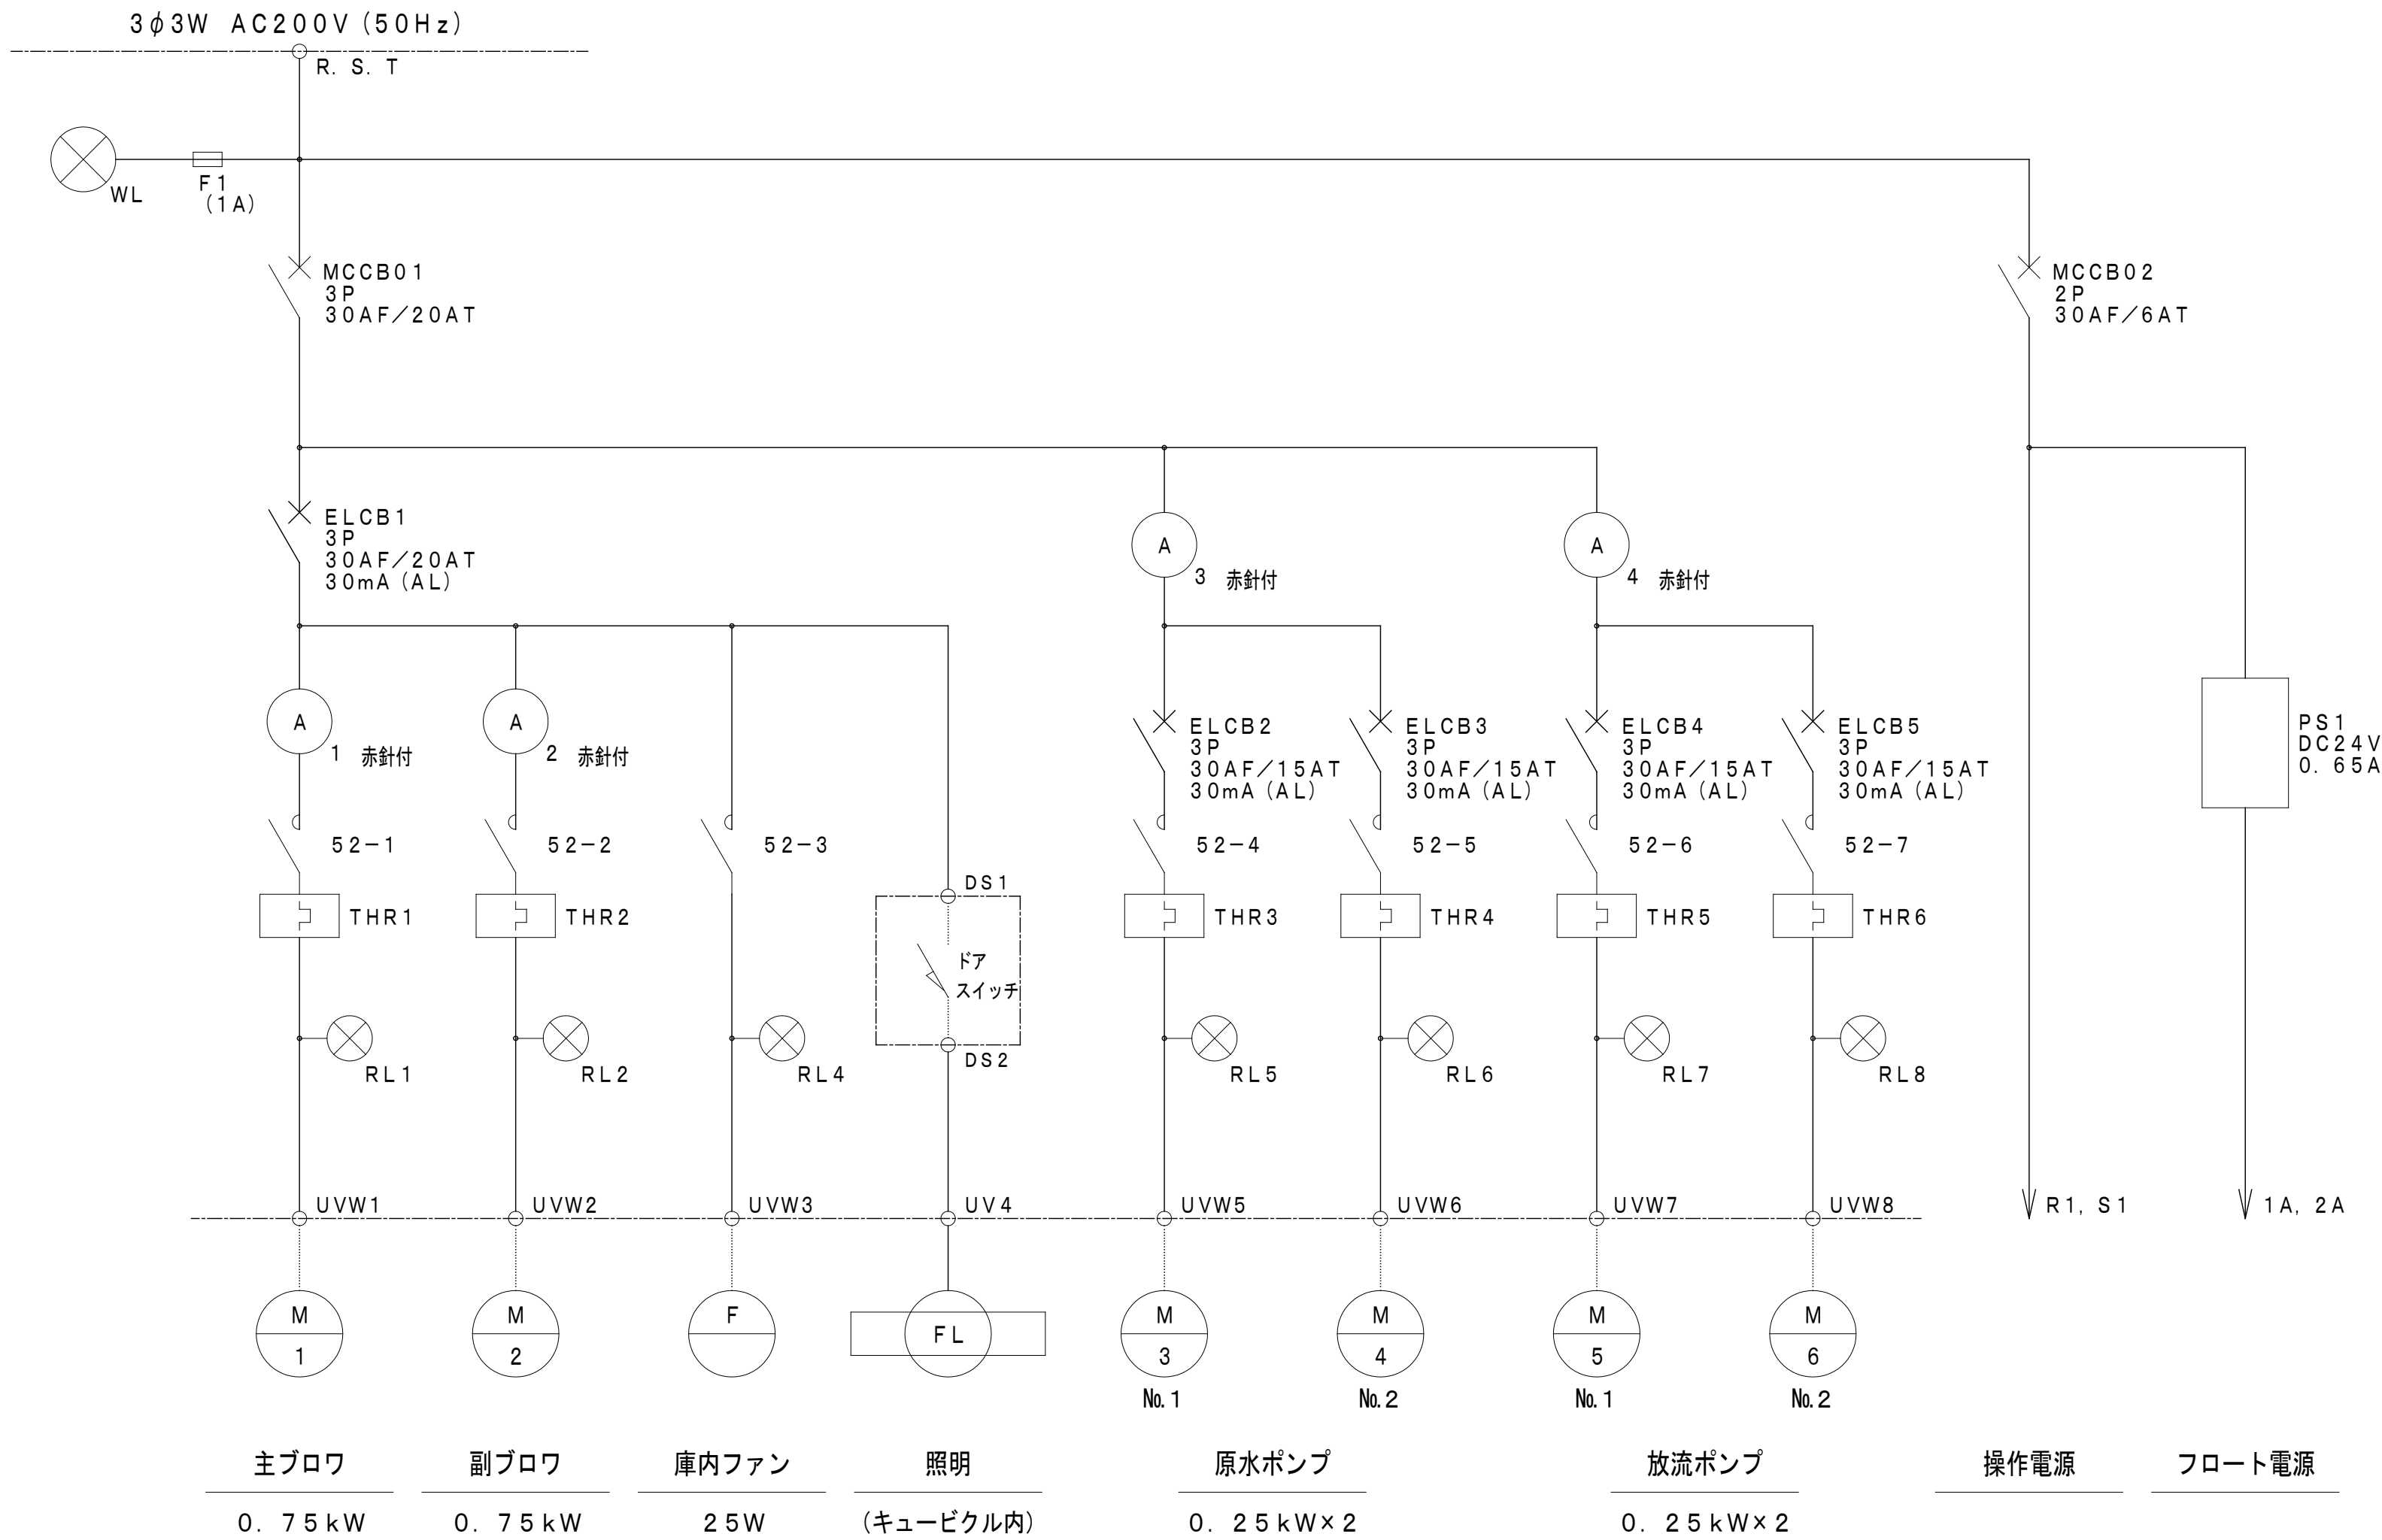 3φ3W AC200V(50Hz)
R. S. T
WL
F1
(1A)
MCCB01
3P
30AF/20AT
MCCB02
2P
30AF/6AT
ELCB1
3P
30AF/20AT
30mA(AL)
A
3 赤針付
A
4 赤針付
A
1 赤針付
A
2 赤針付
ELCB2
3P
30AF/15AT
30mA(AL)
ELCB3
3P
30AF/15AT
30mA(AL)
ELCB4
3P
30AF/15AT
30mA(AL)
ELCB5
3P
30AF/15AT
30mA(AL)
PS1
DC24V
0. 65A
52-1
52-2
52-3
52-4
52-5
52-6
52-7
THR1
THR2
DS1
ドア
スイッチ
DS2
THR3
THR4
THR5
THR6
RL1
RL2
RL4
RL5
RL6
RL7
RL8
UVW1
UVW2
UVW3
UV4
UVW5
UVW6
UVW7
UVW8
R1, S1
1A, 2A
M
1
M
2
F
FL
M
3
M
4
M
5
M
6
№.1
№.2
№.1
№.2
主ブロワ
副ブロワ
庫内ファン
照明
原水ポンプ
放流ポンプ
操作電源
フロート電源
0. 75kW
0. 75kW
25W
(キュービクル内)
0. 25kW×2
0. 25kW×2